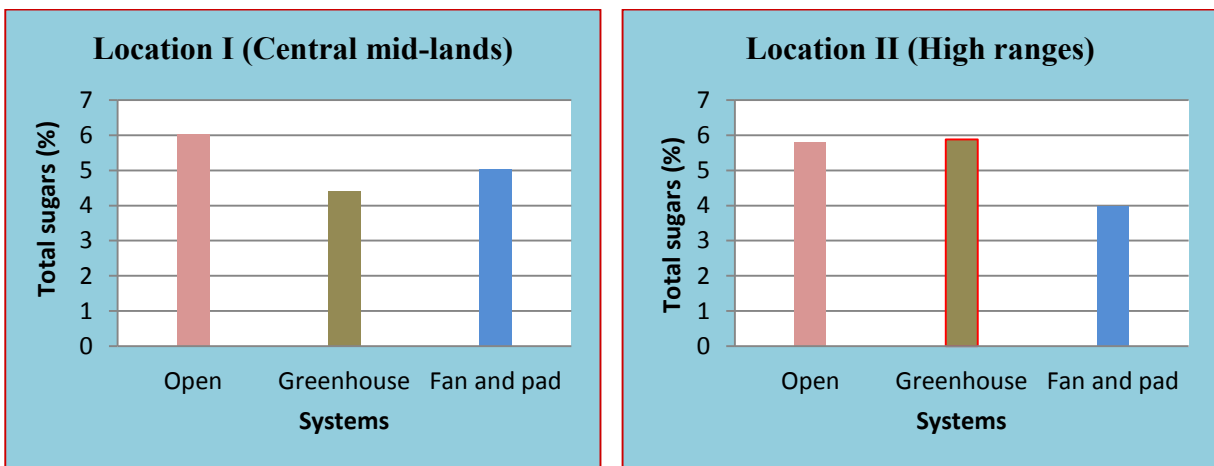 Location I (Central mid-lands)
Total sugars (%)
7
6
5
4
3
2
1
0
Open Greenhouse Fan and pad
Systems
Location II (High ranges)
Total sugars (%)
7
6
5
4
3
2
1
0
Open Greenhouse Fan and pad
Systems